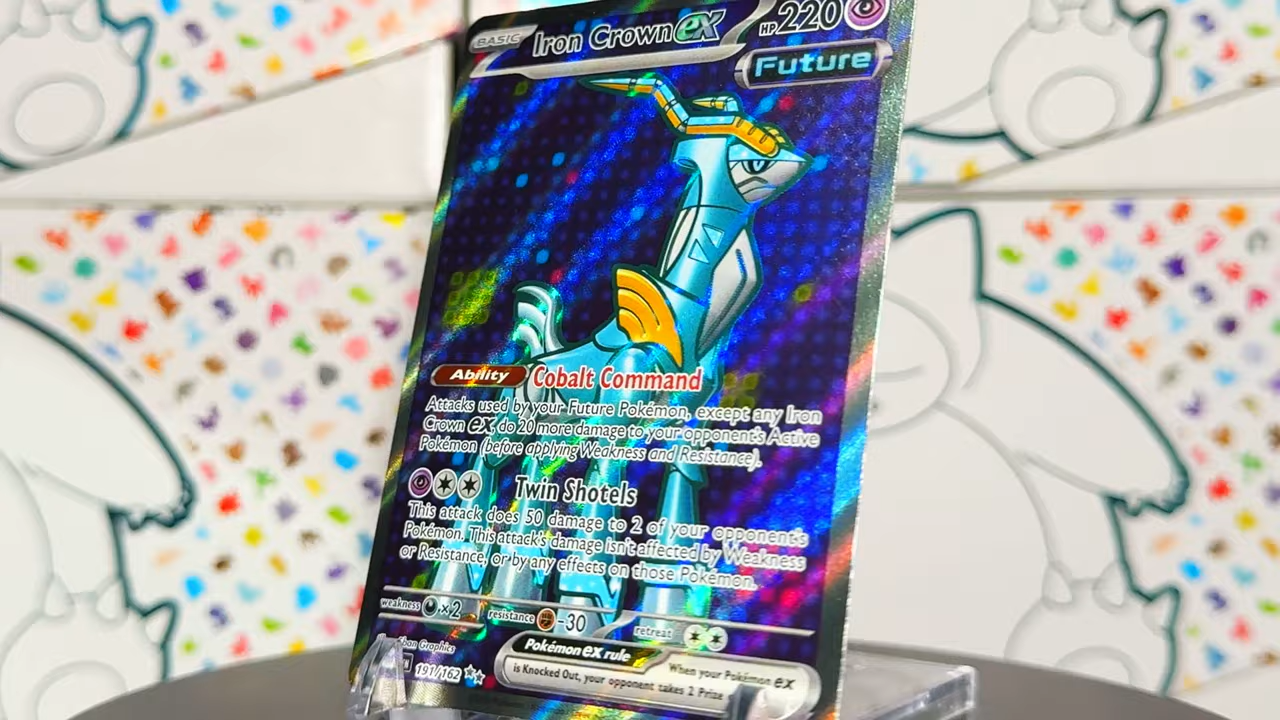 BASIC Iron Crown ex HP 220
Future
Ability Cobalt Command
Attacks used by your Future Pokémon, except any Iron
Crown ex, do 20 more damage to your opponent's Active
Pokémon (before applying Weakness and Resistance).
Twin Shotels
This attack does 50 damage to 2 of your opponent's
Pokémon. This attack's damage isn't affected by Weakness
or Resistance, or by any effects on those Pokémon.
weakness ×2 resistance -30 retreat
Graphics
191/162
Pokémon ex rule
When your Pokémon ex
is Knocked Out, your opponent takes 2 Prize